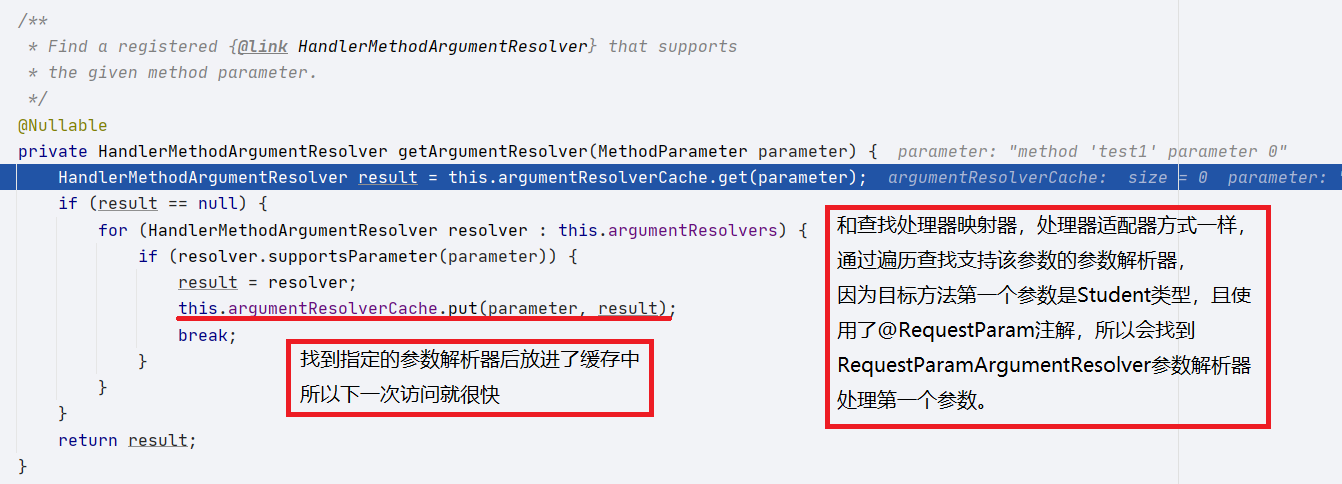 /**
* Find a registered {@link HandlerMethodArgumentResolver} that supports
* the given method parameter.
*/
@Nullable
private HandlerMethodArgumentResolver getArgumentResolver(MethodParameter parameter) { parameter: "method 'test1' parameter 0"
HandlerMethodArgumentResolver result = this.argumentResolverCache.get(parameter); argumentResolverCache: size = 0 parameter: "
if (result == null) {
for (HandlerMethodArgumentResolver resolver : this.argumentResolvers) {
if (resolver.supportsParameter(parameter)) {
result = resolver;
this.argumentResolverCache.put(parameter, result);
break;
}
}
}
return result;
}
找到指定的参数解析器后放进了缓存中
所以下一次访问就很快
和查找处理器映射器，处理器适配器方式一样，
通过遍历查找支持该参数的参数解析器，
因为目标方法第一个参数是Student类型，且使
用了@RequestParam注解，所以会找到
RequestParamArgumentResolver参数解析器
处理第一个参数。